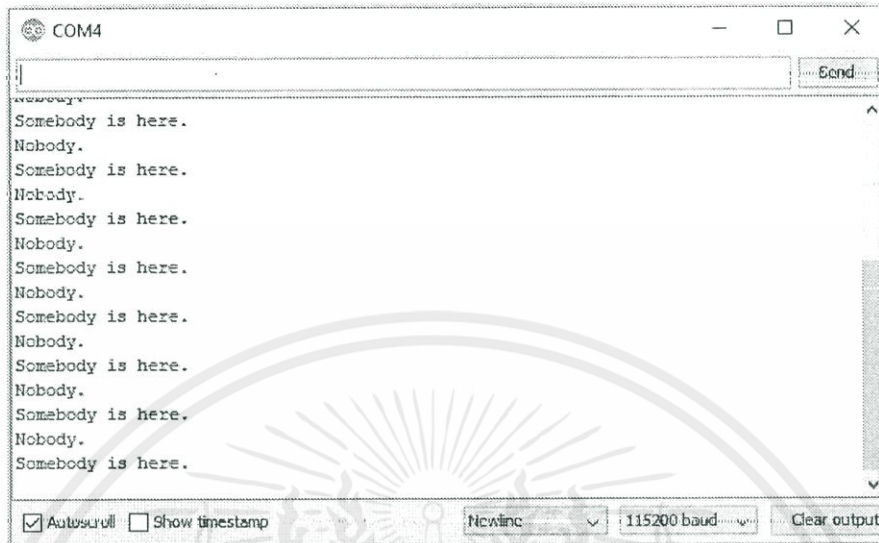 COM4
Send
Nobody.
Somebody is here.
Nobody.
Somebody is here.
Nobody.
Somebody is here.
Nobody.
Somebody is here.
Nobody.
Somebody is here.
Nobody.
Somebody is here.
Nobody.
Somebody is here.
Nobody.
Somebody is here.
Autoscroll Show timestamp Newline 115200 baud Clear output